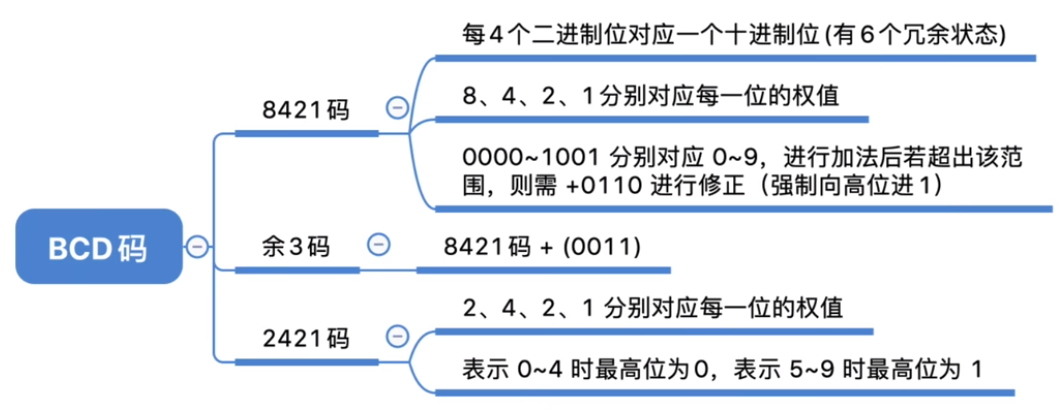 每4个二进制位对应一个十进制位(有6个冗余状态)
8421码
8、4、2、1分别对应每一位的权值
0000~1001 分别对应 0~9，进行加法后若超出该范
围，则需 +0110 进行修正（强制向高位进1）
BCD码
余3码
8421码 + (0011)
2421码
2、4、2、1 分别对应每一位的权值
表示 0~4 时最高位为0，表示 5~9 时最高位为 1